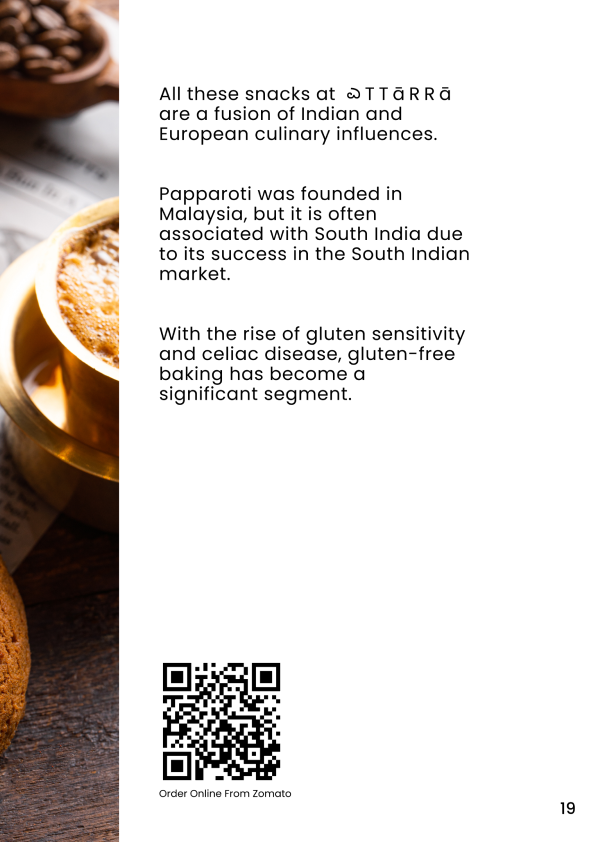 All these snacks at ఎTTāRRā
are a fusion of Indian and
European culinary influences.
Papparoti was founded in
Malaysia, but it is often
associated with South India due
to its success in the South Indian
market.
With the rise of gluten sensitivity
and celiac disease, gluten-free
baking has become a
significant segment.
Order Online From Zomato
19